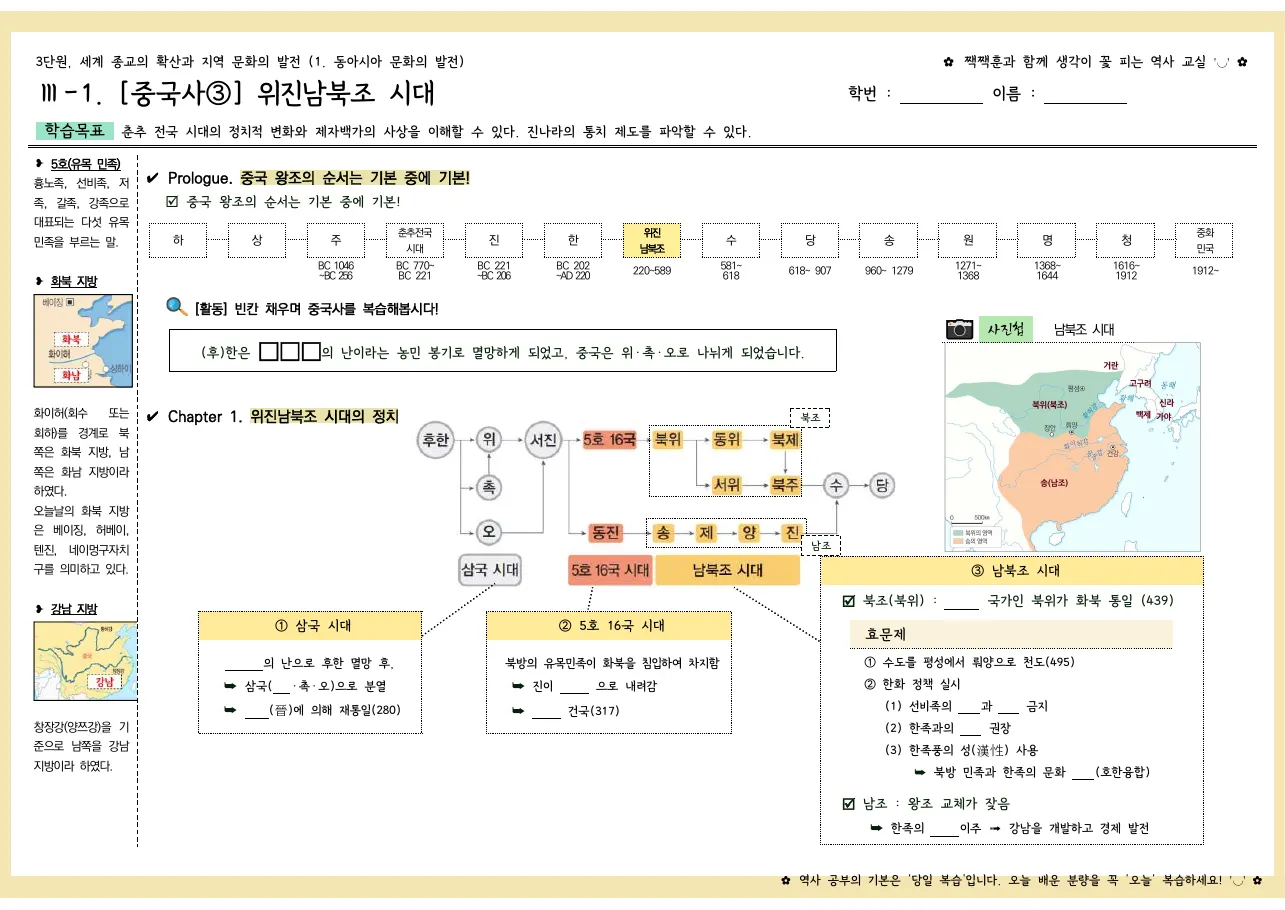 3단원. 세계 종교의 확산과 지역 문화의 발전 (1. 동아시아 문화의 발전)
✿ 짹짹훈과 함께 생각이 꽃 피는 역사 교실 '◡' ✿
Ⅲ-1. [중국사③] 위진남북조 시대
학번 : ________ 이름 : ________
학습목표 춘추 전국 시대의 정치적 변화와 제자백가의 사상을 이해할 수 있다. 진나라의 통치 제도를 파악할 수 있다.
❥ 5호(유목 민족)
흉노족, 선비족, 저
족, 갈족, 강족으로
대표되는 다섯 유목
민족을 부르는 말.
❥ 화북 지방
베이징
화북
화이허
화남
상하이
화이허(회수 또는
회하)를 경계로 북
쪽은 화북 지방, 남
쪽은 화남 지방이라
하였다.
오늘날의 화북 지방
은 베이징, 허베이,
텐진, 네이멍구자치
구를 의미하고 있다.
❥ 강남 지방
중국
강남
창장강(양쯔강)을 기
준으로 남쪽을 강남
지방이라 하였다.
✔ Prologue. 중국 왕조의 순서는 기본 중에 기본!
☑ 중국 왕조의 순서는 기본 중에 기본!
하
상
주
BC 1046
~BC 256
춘추전국
시대
BC 770~
BC 221
진
BC 221
~BC 206
한
BC 202
~AD 220
위진
남북조
220~589
수
581~
618
당
618~ 907
송
960~ 1279
원
1271~
1368
명
1368~
1644
청
1616~
1912
중화
민국
1912~
[활동] 빈칸 채우며 중국사를 복습해봅시다!
(후)한은 □□□의 난이라는 농민 봉기로 멸망하게 되었고, 중국은 위·촉·오로 나뉘게 되었습니다.
사진첩 남북조 시대
거란
고구려
동해
평성
북위(북조)
황해
신라
백제 가야
장안
뤄양
건강
송(남조)
0 500km
북위의 영역
송의 영역
✔ Chapter 1. 위진남북조 시대의 정치
북조
후한 위 서진 5호 16국 북위 동위 북제
촉 서위 북주 수 당
오 동진 송 제 양 진
남조
삼국 시대 5호 16국 시대 남북조 시대
① 삼국 시대
______의 난으로 후한 멸망 후,
➥ 삼국(___·촉·오)으로 분열
➥ ____(晉)에 의해 재통일(280)
② 5호 16국 시대
북방의 유목민족이 화북을 침입하여 차지함
➥ 진이 ____ 으로 내려감
➥ ____ 건국(317)
③ 남북조 시대
☑ 북조(북위) : _____ 국가인 북위가 화북 통일 (439)
효문제
① 수도를 평성에서 뤄양으로 천도(495)
② 한화 정책 실시
(1) 선비족의 ___과 ___ 금지
(2) 한족과의 ___ 권장
(3) 한족풍의 성(漢性) 사용
➥ 북방 민족과 한족의 문화 ___(호한융합)
☑ 남조 : 왕조 교체가 잦음
➥ 한족의 ____이주 ➞ 강남을 개발하고 경제 발전
✿ 역사 공부의 기본은 '당일 복습'입니다. 오늘 배운 분량을 꼭 '오늘' 복습하세요! '◡' ✿